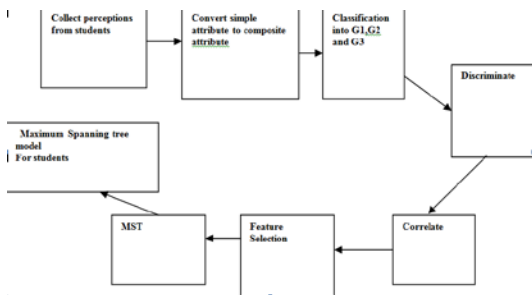 Collect perceptions
from students
Convert simple
attribute to composite
attribute
Classification
into G1,G2
and G3
Discriminate
Maximum Spanning tree
model
For students
MST
Feature
Selection
Correlate